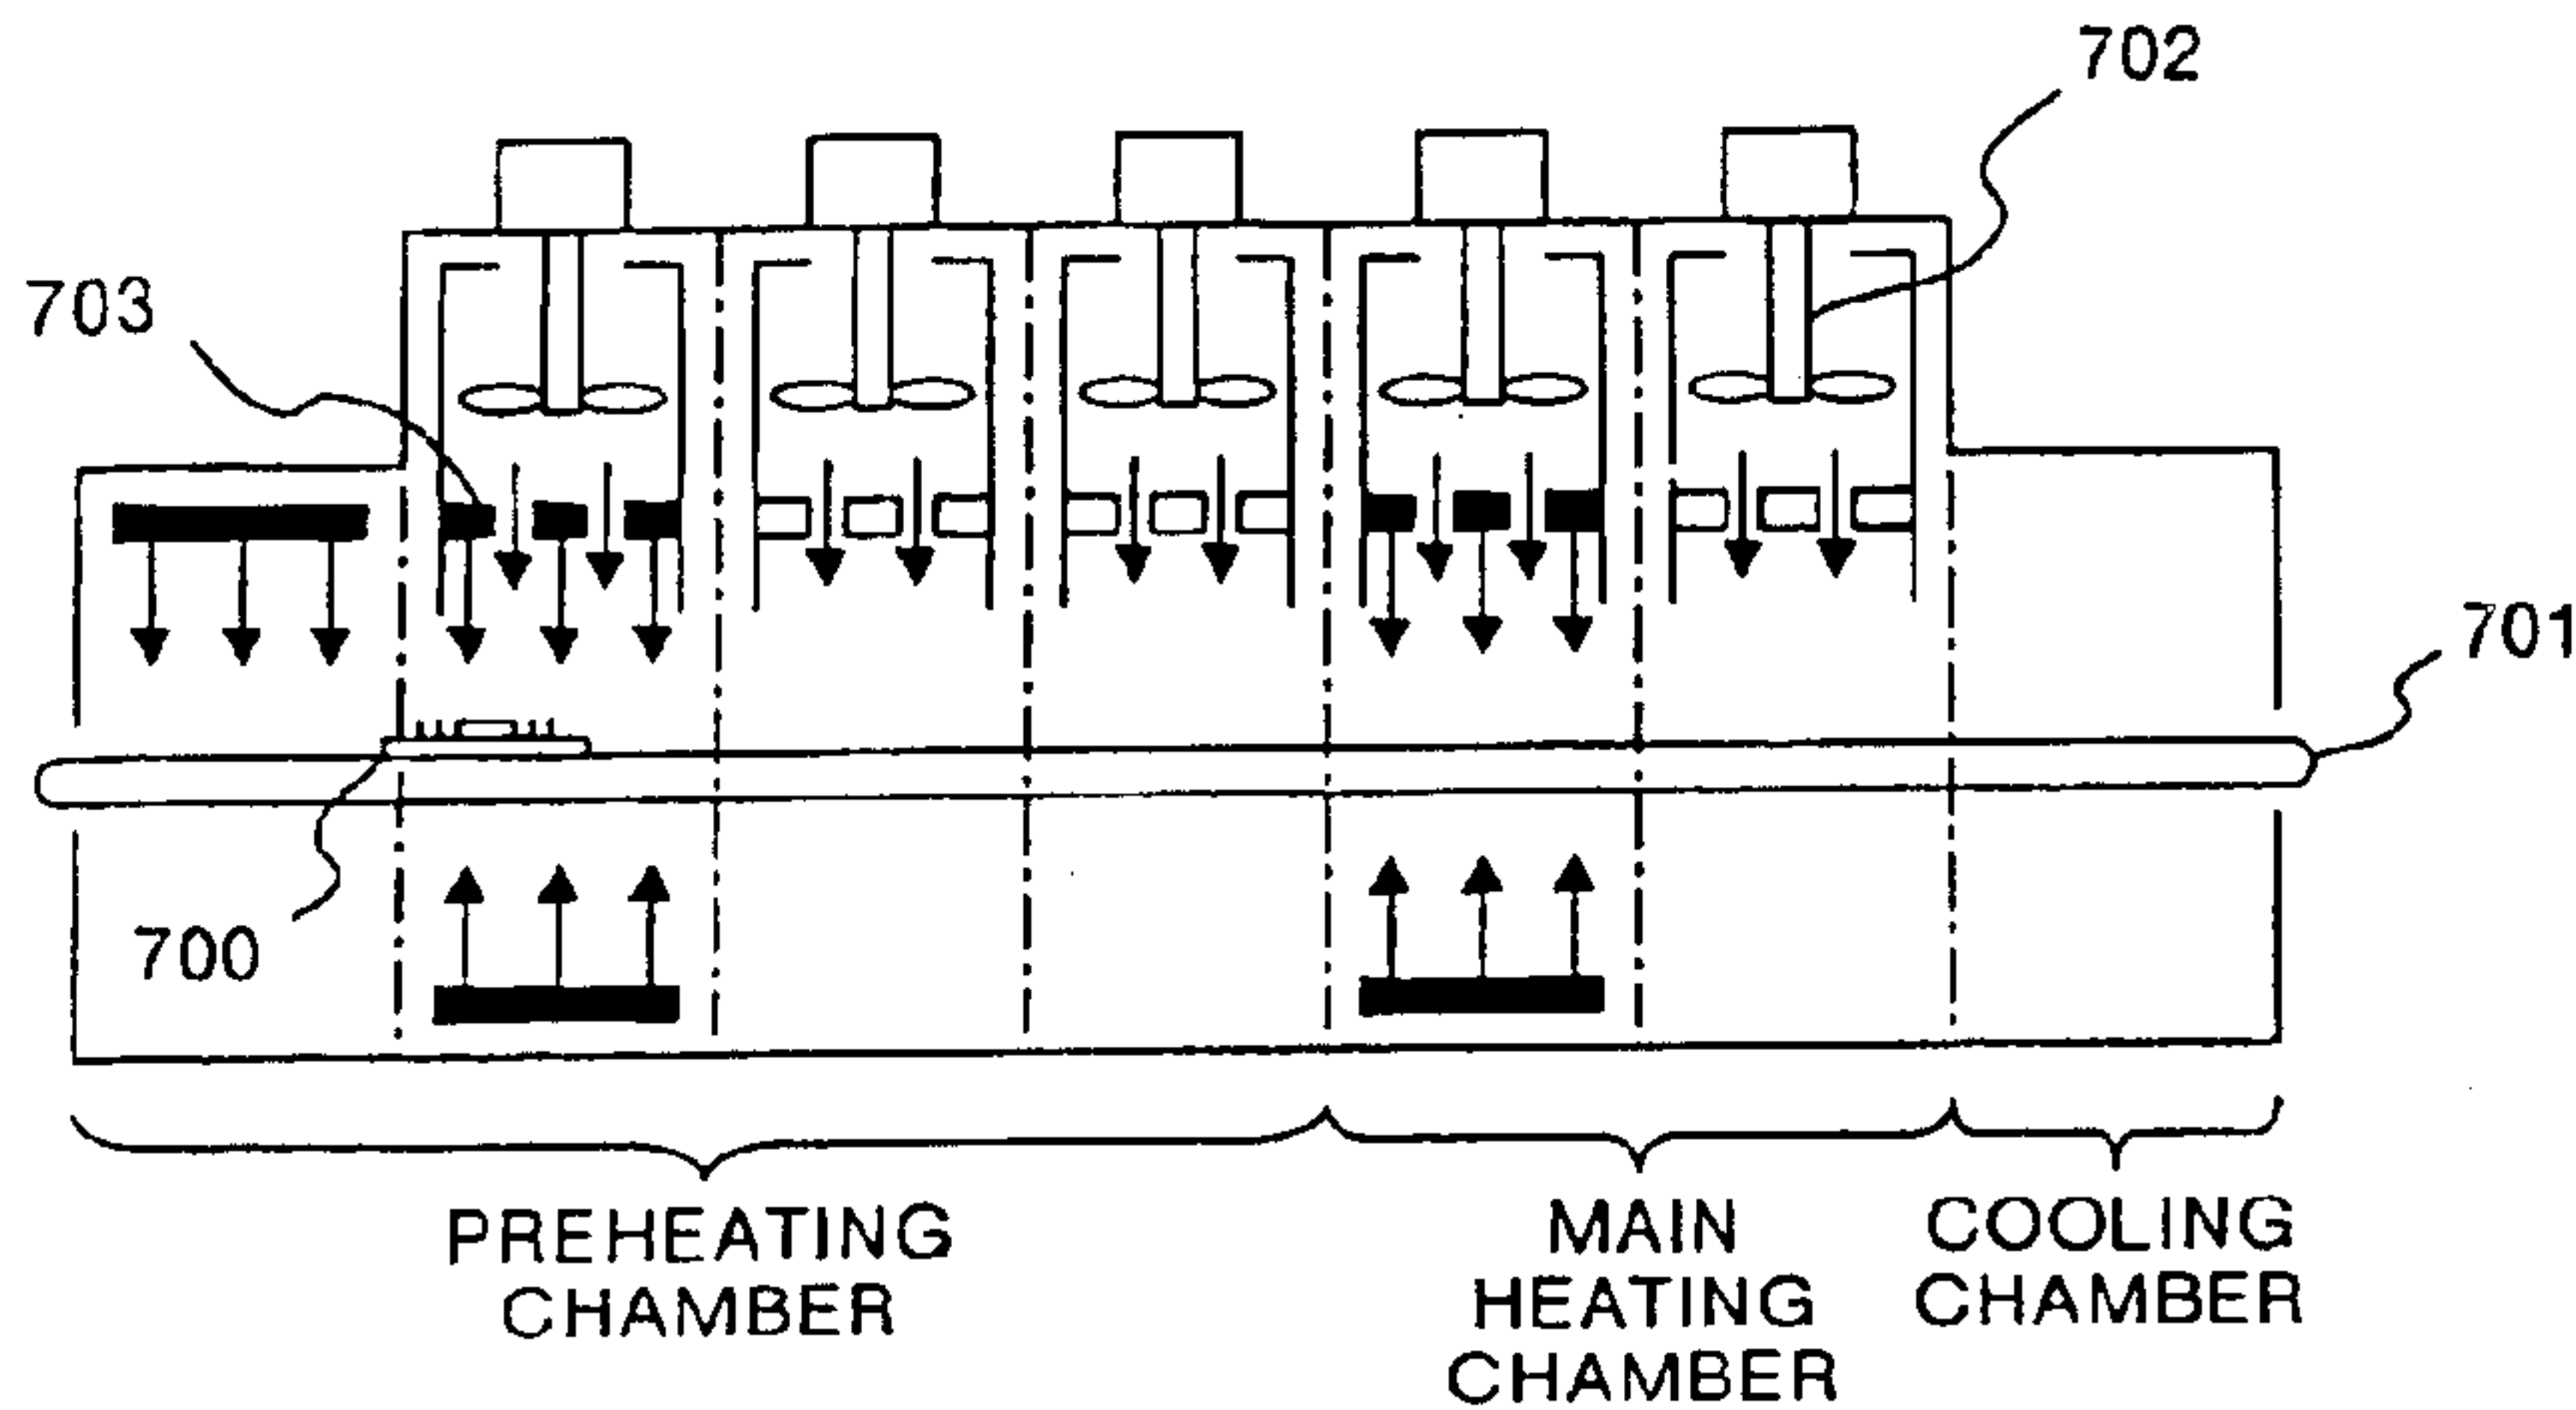 702
703
701
700
PREHEATING
CHAMBER
MAIN
HEATING
CHAMBER
COOLING
CHAMBER